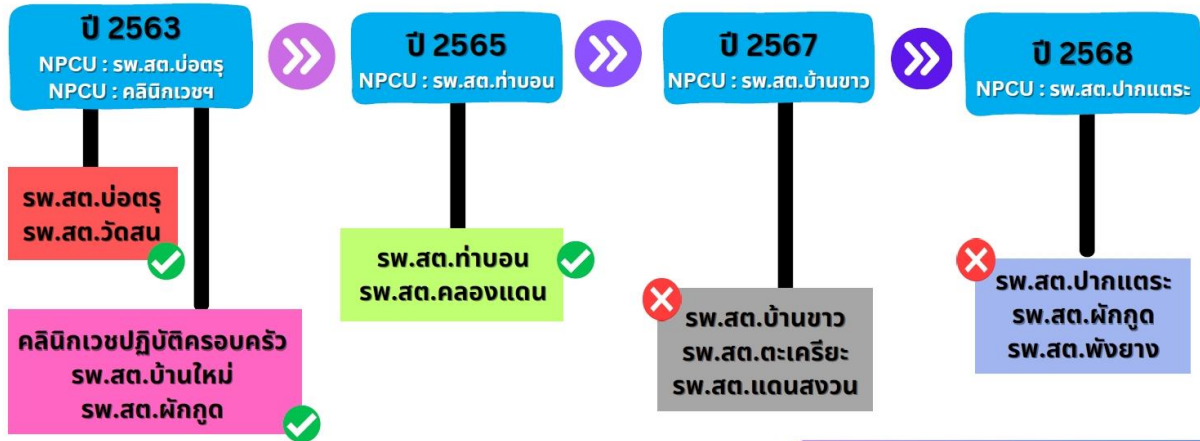 ปี 2563
NPCU : รพ.สต.บ่อตรุ
NPCU : คลินิกเวชฯ
รพ.สต.บ่อตรุ
รพ.สต.วัดสน
คลินิกเวชปฏิบัติครอบครัว
รพ.สต.บ้านใหม่
รพ.สต.ผักกูด
ปี 2565
NPCU : รพ.สต.ท่าบอน
รพ.สต.ท่าบอน
รพ.สต.คลองแดน
ปี 2567
NPCU : รพ.สต.บ้านขาว
รพ.สต.บ้านขาว
รพ.สต.ตะเครียะ
รพ.สต.แดนสงวน
ปี 2568
NPCU : รพ.สต.ปากแตระ
รพ.สต.ปากแตระ
รพ.สต.ผักกูด
รพ.สต.พังยาง